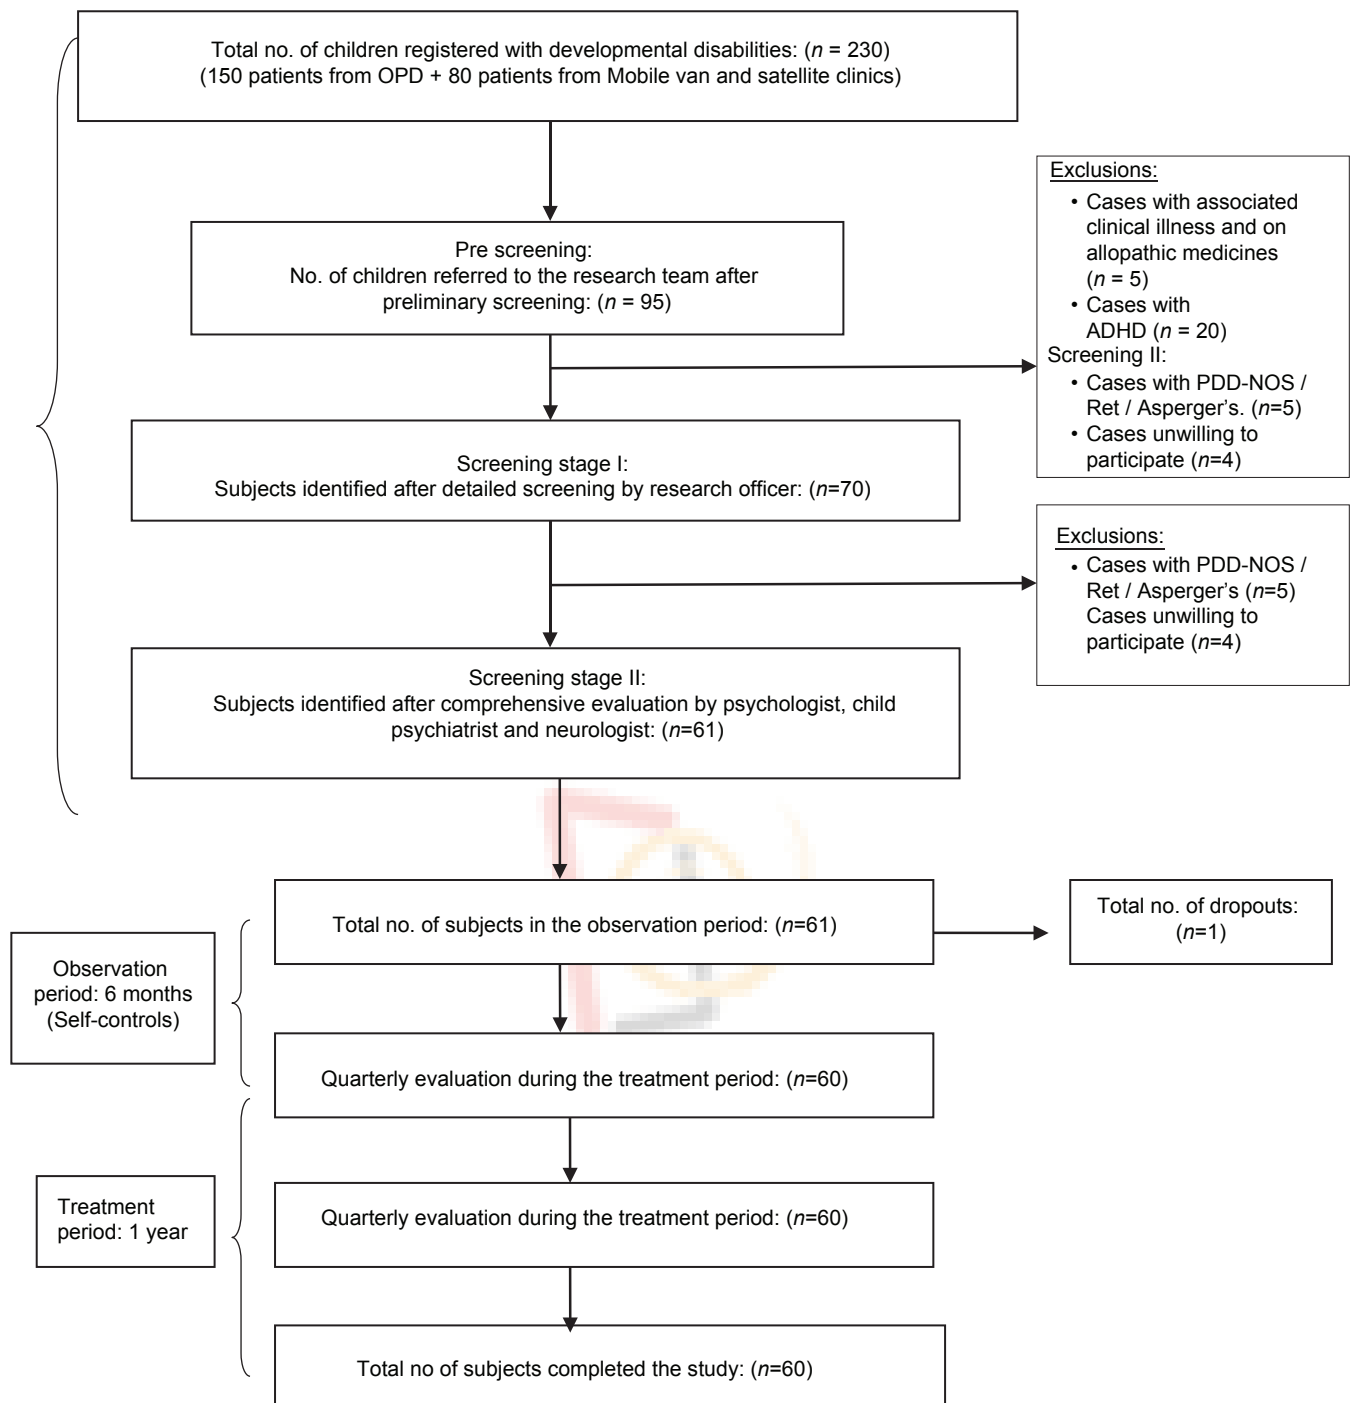 Total no. of children registered with developmental disabilities: (n = 230)
(150 patients from OPD + 80 patients from Mobile van and satellite clinics)
Pre screening:
No. of children referred to the research team after
preliminary screening: (n = 95)
Exclusions:
• Cases with associated
clinical illness and on
allopathic medicines
(n = 5)
• Cases with
ADHD (n = 20)
Screening II:
• Cases with PDD-NOS /
Ret / Asperger’s. (n=5)
• Cases unwilling to
participate (n=4)
Screening stage I:
Subjects identified after detailed screening by research officer: (n=70)
Exclusions:
• Cases with PDD-NOS /
Ret / Asperger’s (n=5)
Cases unwilling to
participate (n=4)
Screening stage II:
Subjects identified after comprehensive evaluation by psychologist, child
psychiatrist and neurologist: (n=61)
Total no. of subjects in the observation period: (n=61)
Total no. of dropouts:
(n=1)
Observation
period: 6 months
(Self-controls)
Quarterly evaluation during the treatment period: (n=60)
Treatment
period: 1 year
Quarterly evaluation during the treatment period: (n=60)
Total no of subjects completed the study: (n=60)